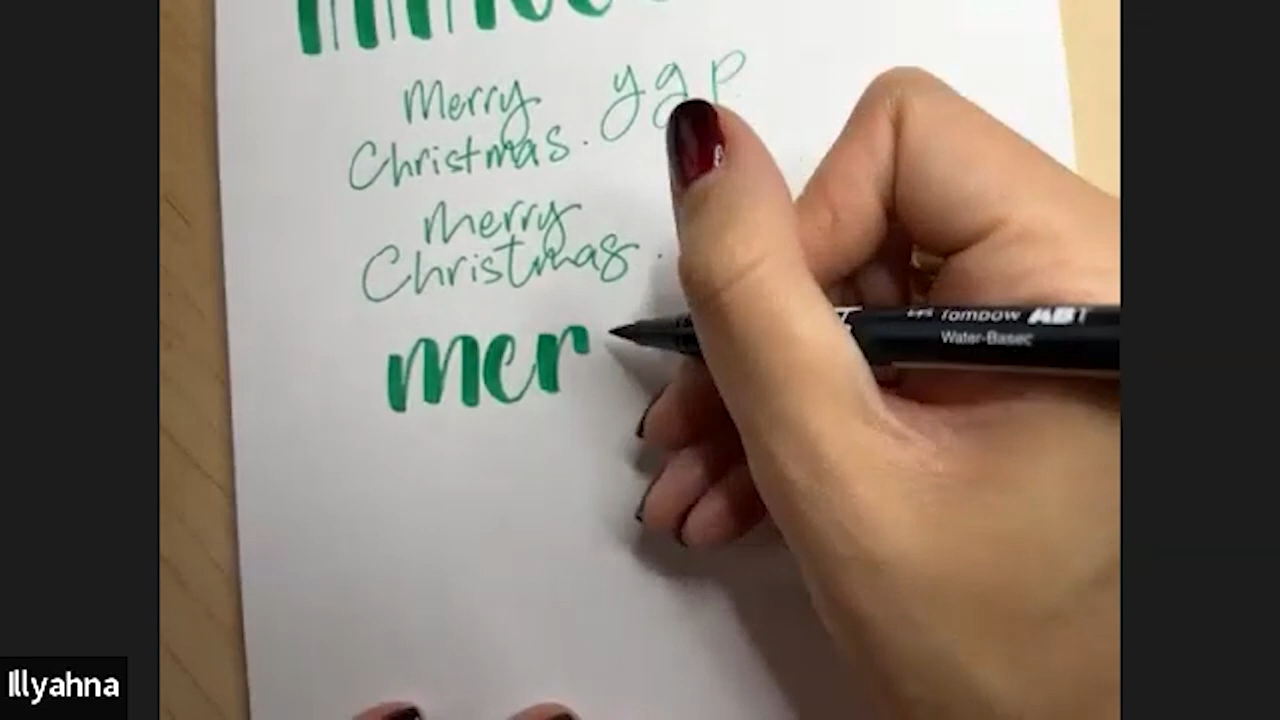 Merry
y g p
Christmas.
merry
Christmas.
mer
Tombow ABT
Water-Based
Illyahna